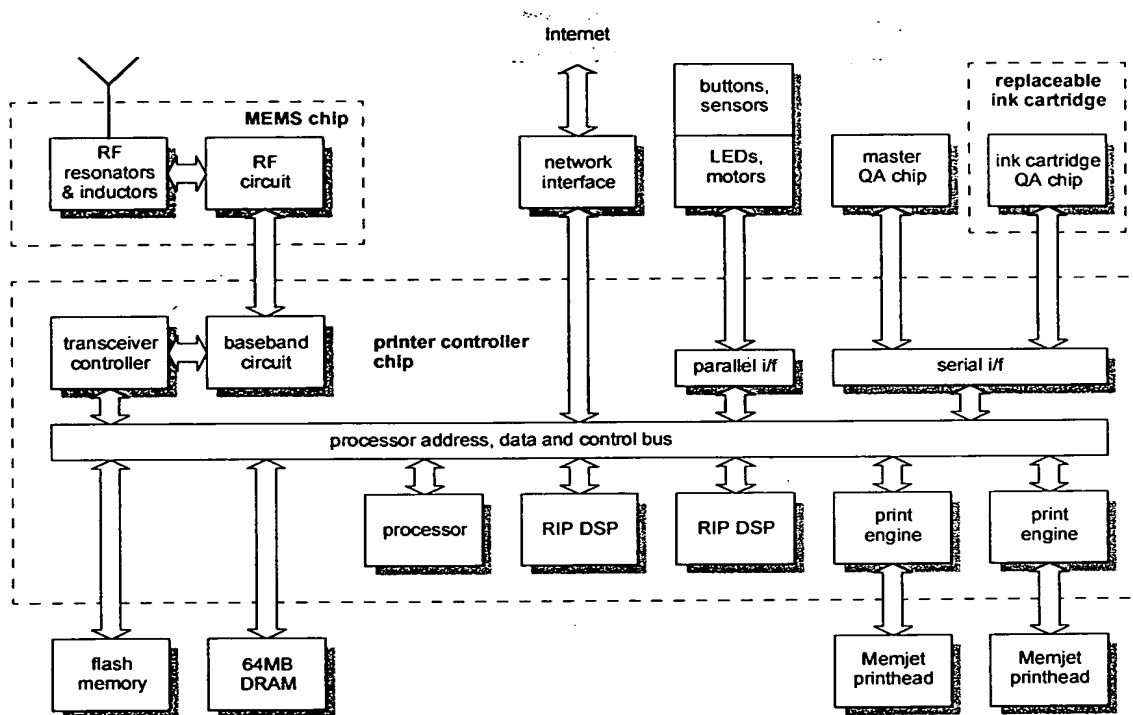 Internet
MEMS chip
RF
resonators
& inductors
RF
circuit
network
interface
buttons,
sensors
LEDs,
motors
master
QA chip
replaceable
ink cartridge
ink cartridge
QA chip
transceiver
controller
baseband
circuit
printer controller
chip
parallel i/f
serial i/f
processor address, data and control bus
processor
RIP DSP
RIP DSP
print
engine
print
engine
flash
memory
64MB
DRAM
Memjet
printhead
Memjet
printhead